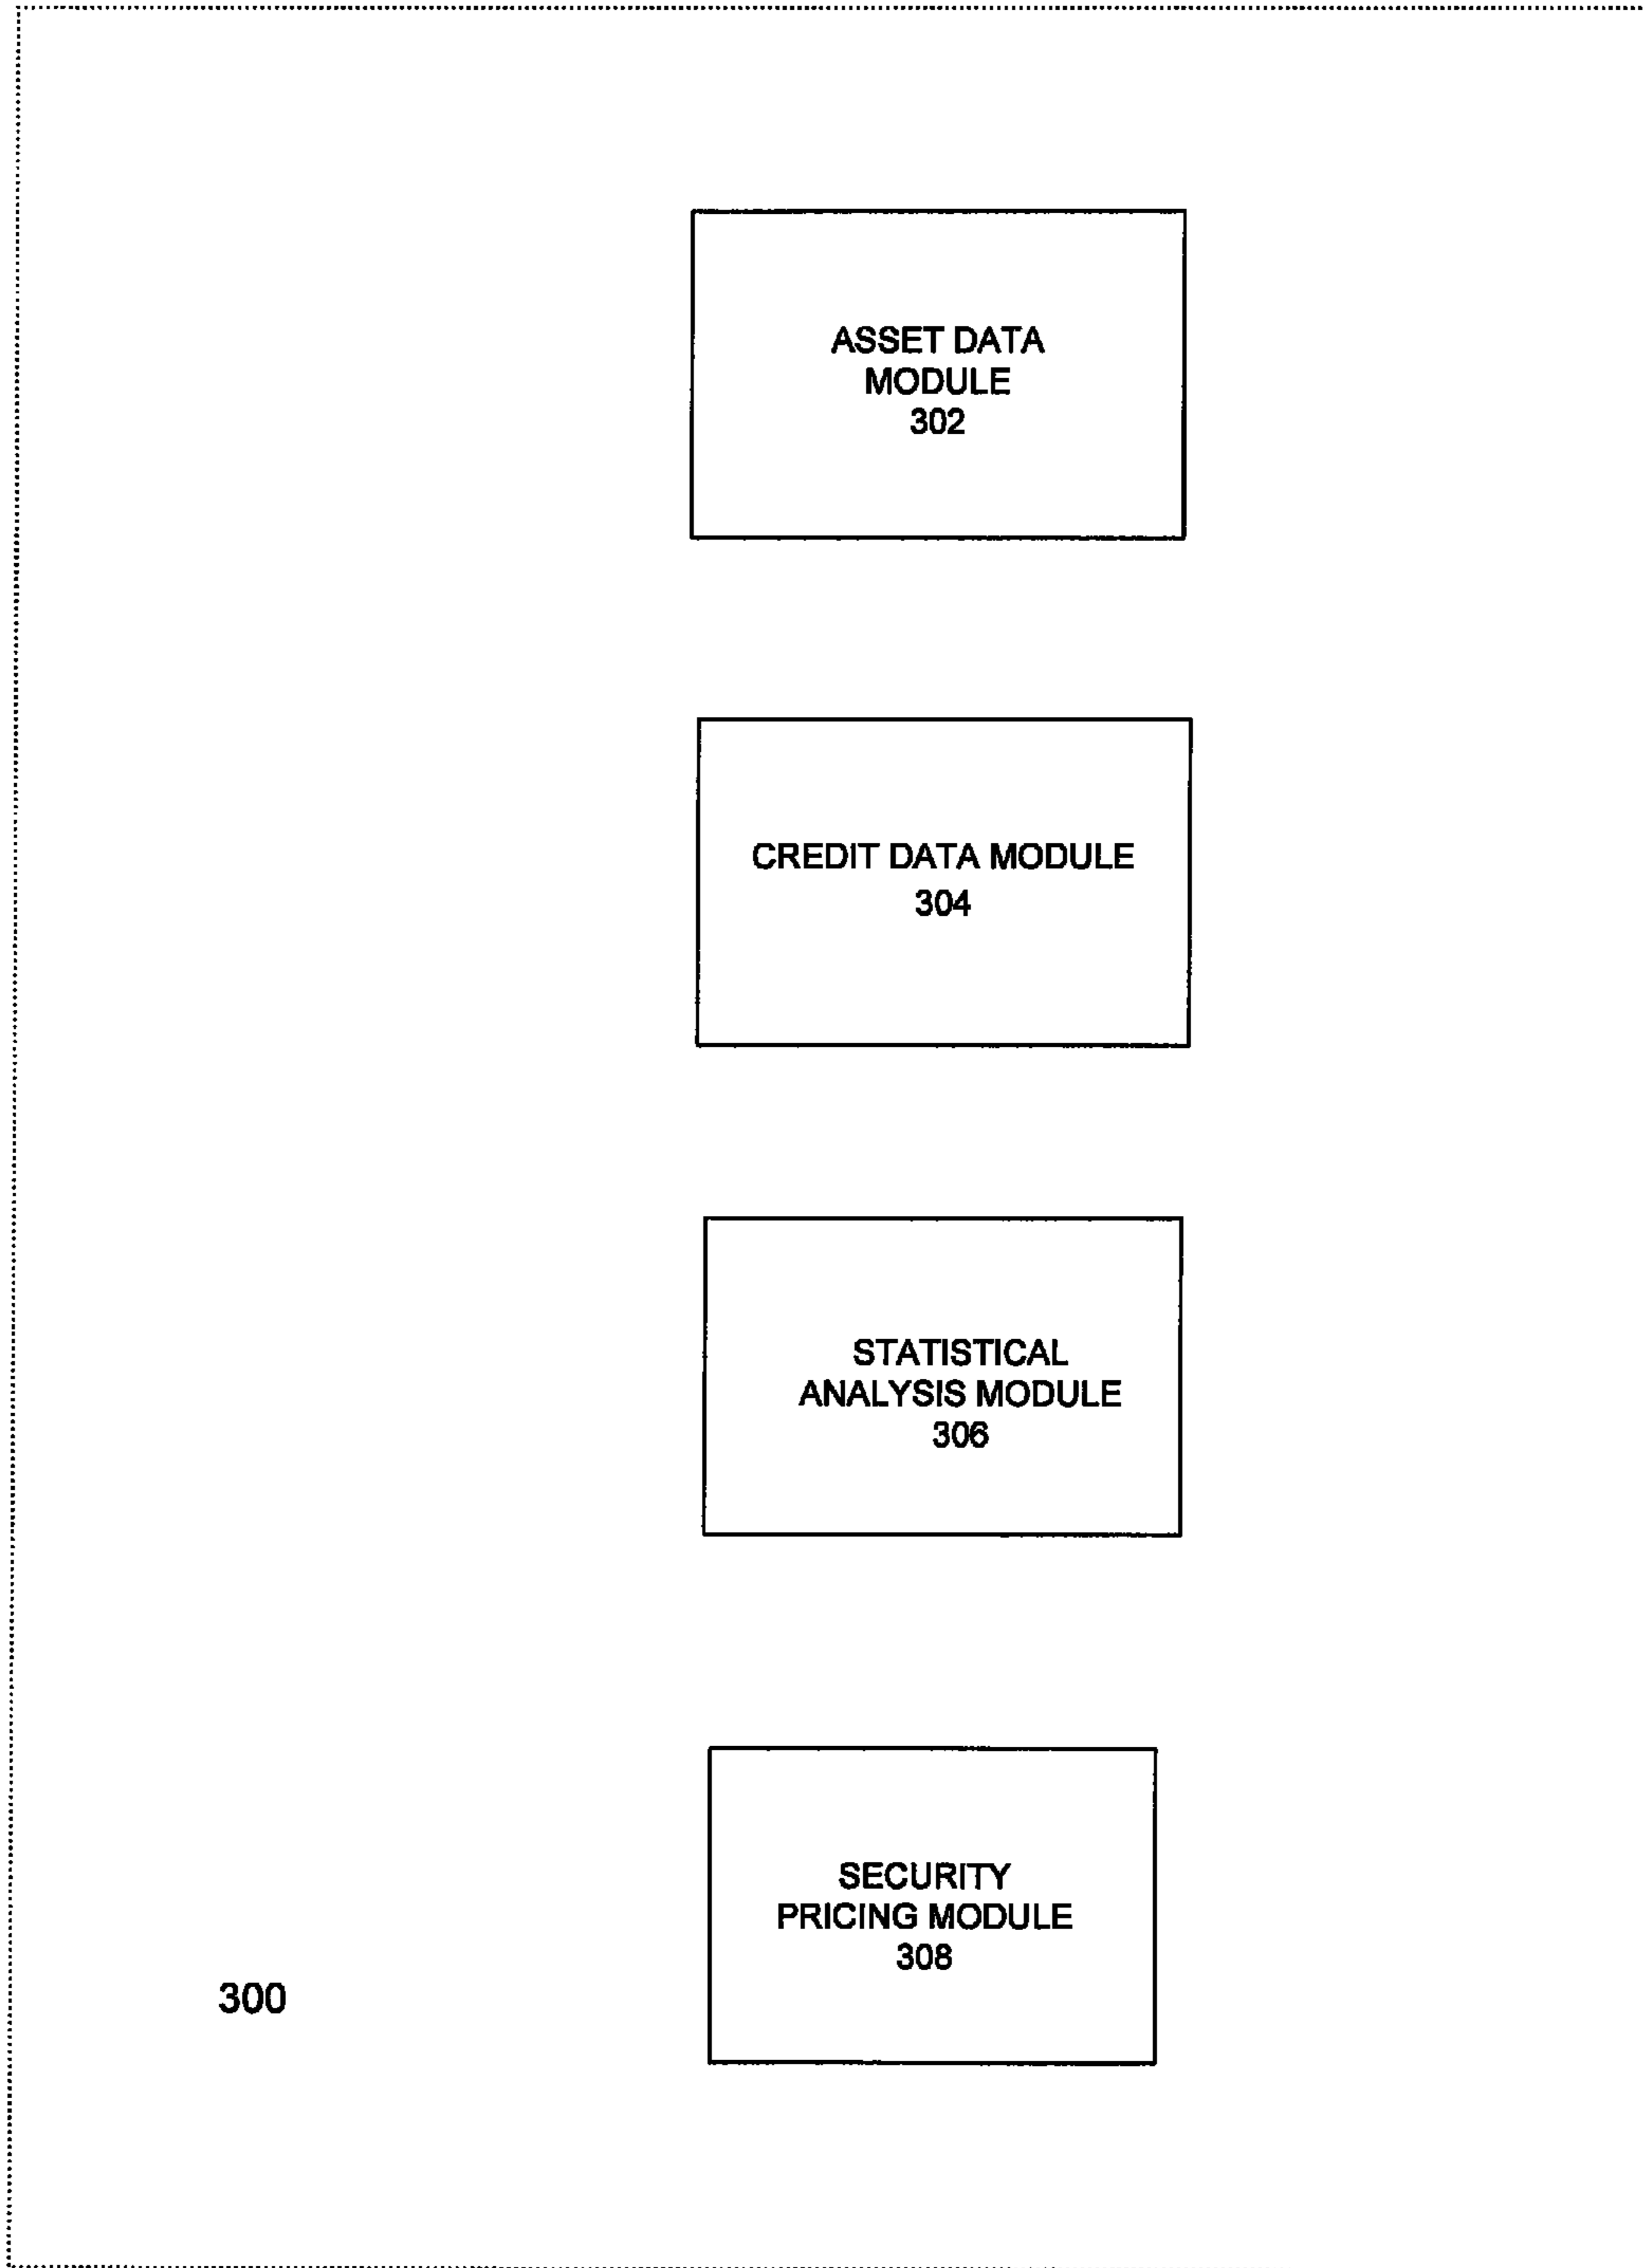 ASSET DATA
MODULE
302
CREDIT DATA MODULE
304
STATISTICAL
ANALYSIS MODULE
306
SECURITY
PRICING MODULE
308
300